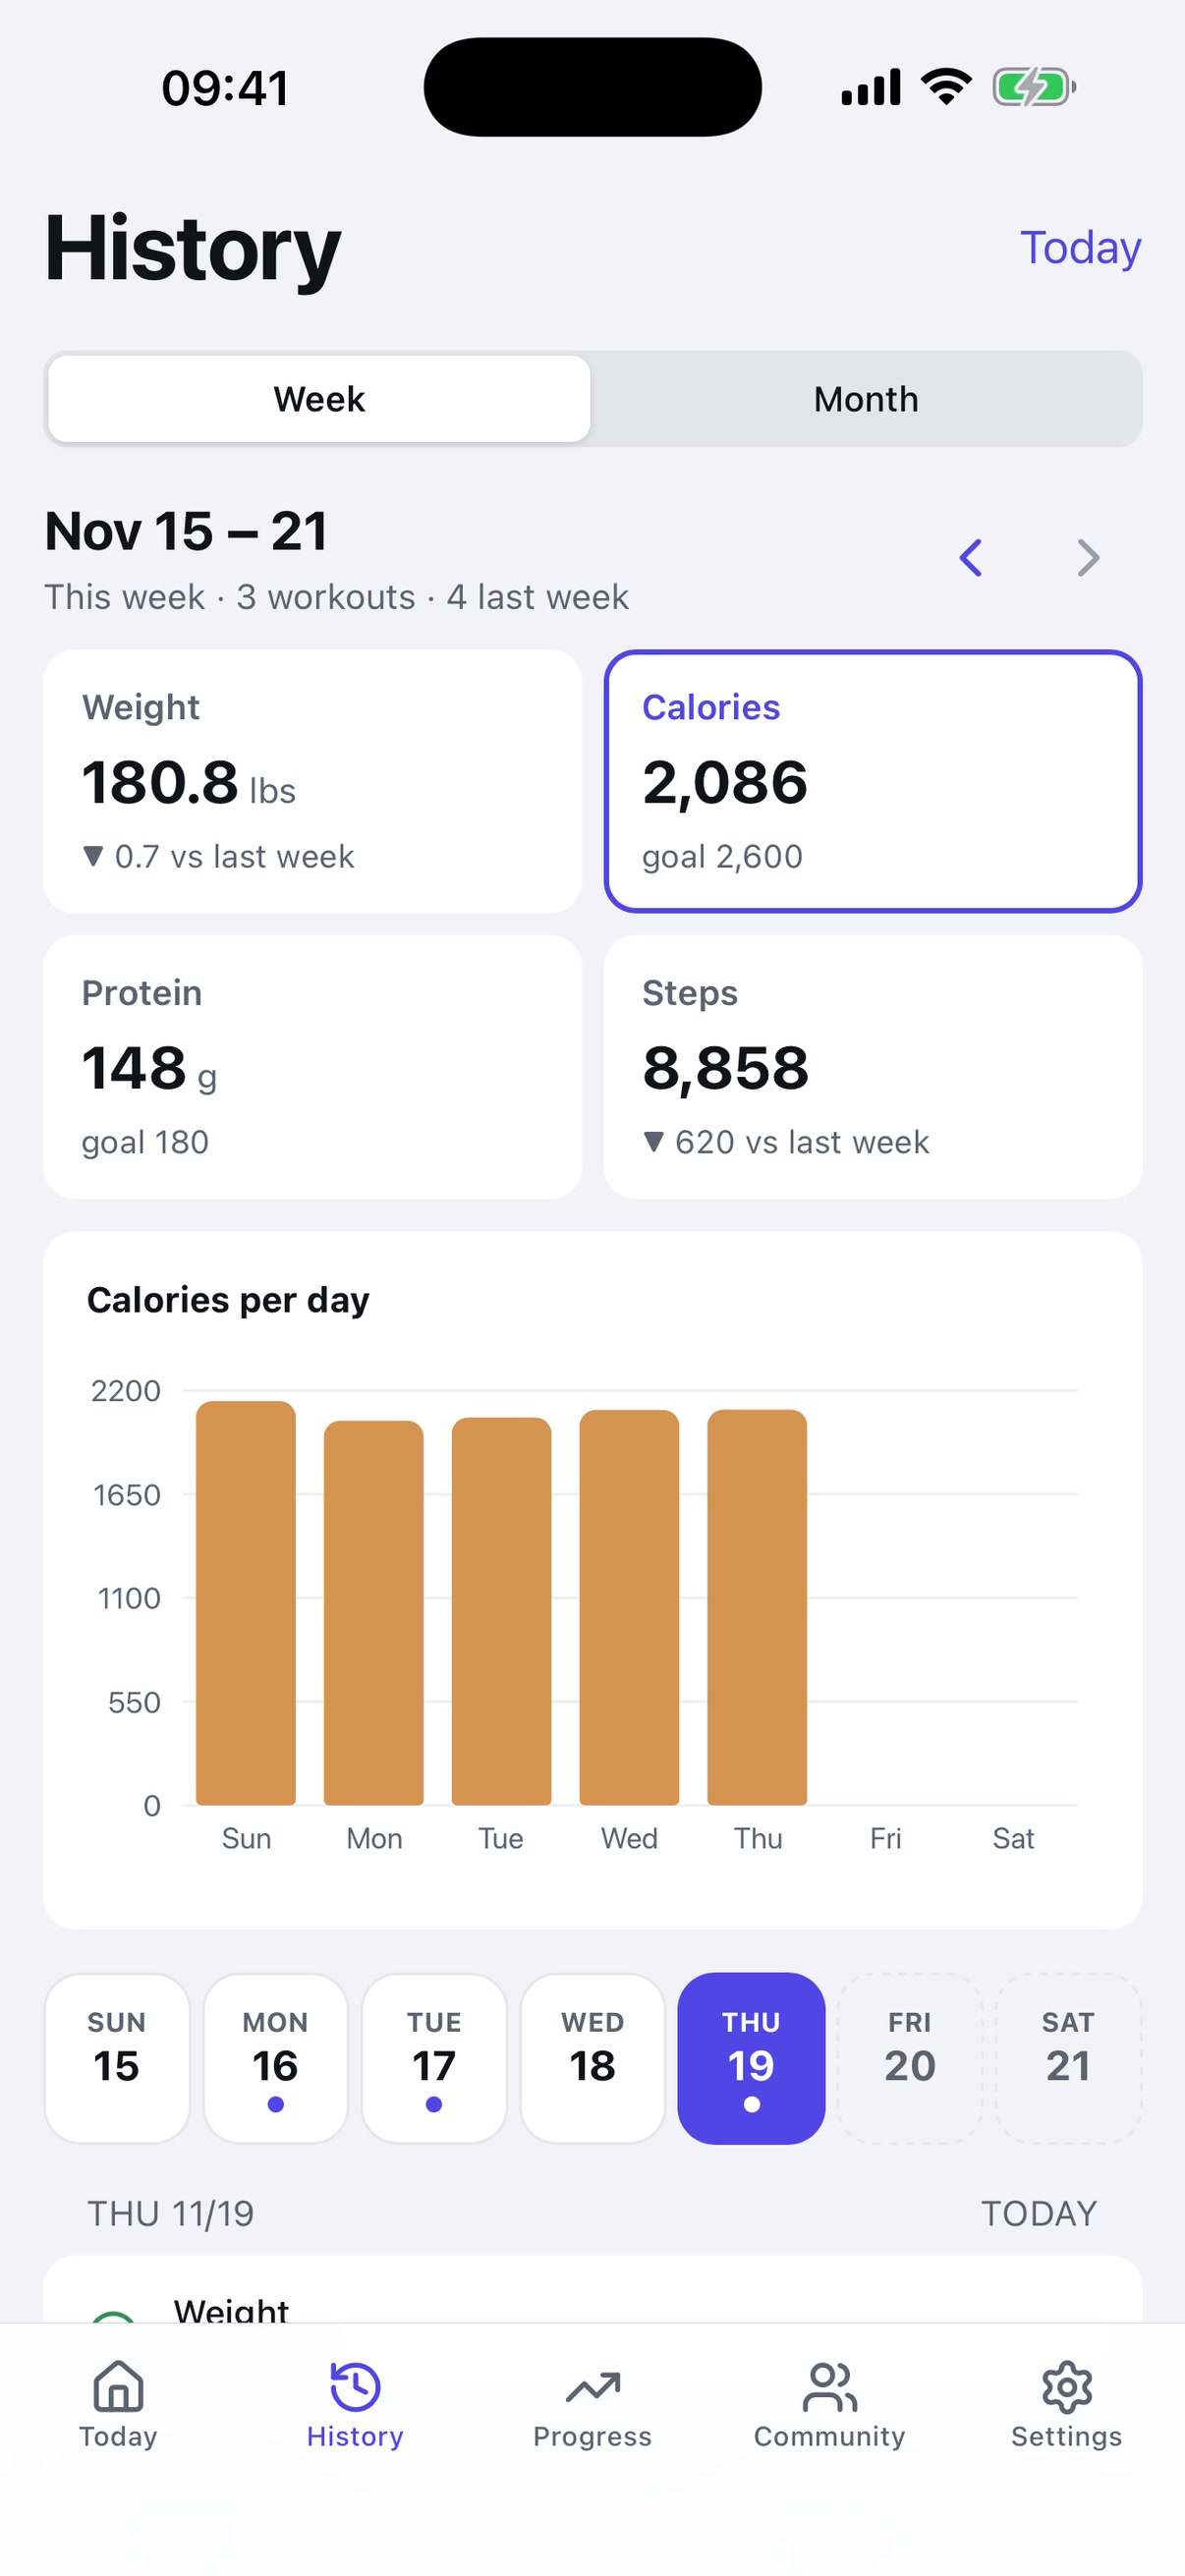 09:41
History
Today
Week
Month
Nov 15 – 21
This week · 3 workouts · 4 last week
Weight
180.8 lbs
▼ 0.7 vs last week
Calories
2,086
goal 2,600
Protein
148 g
goal 180
Steps
8,858
▼ 620 vs last week
Calories per day
2200
1650
1100
550
0
Sun Mon Tue Wed Thu Fri Sat
SUN MON TUE WED THU FRI SAT
15 16 17 18 19 20 21
THU 11/19
TODAY
Weight
Today History Progress Community Settings